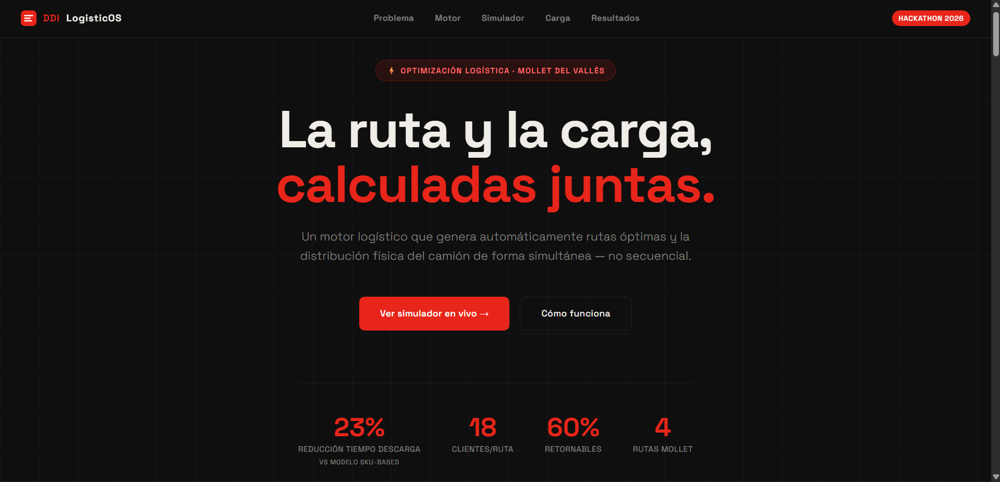 DDI LogisticOS
Problema Motor Simulador Carga Resultados
HACKATHON 2026
OPTIMIZACIÓN LOGÍSTICA · MOLLET DEL VALLÈS
La ruta y la carga,
calculadas juntas.
Un motor logístico que genera automáticamente rutas óptimas y la
distribución física del camión de forma simultánea — no secuencial.
Ver simulador en vivo →
Cómo funciona
23%
REDUCCIÓN TIEMPO DESCARGA
VS MODELO SKU-BASED
18
CLIENTES/RUTA
60%
RETORNABLES
4
RUTAS MOLLET